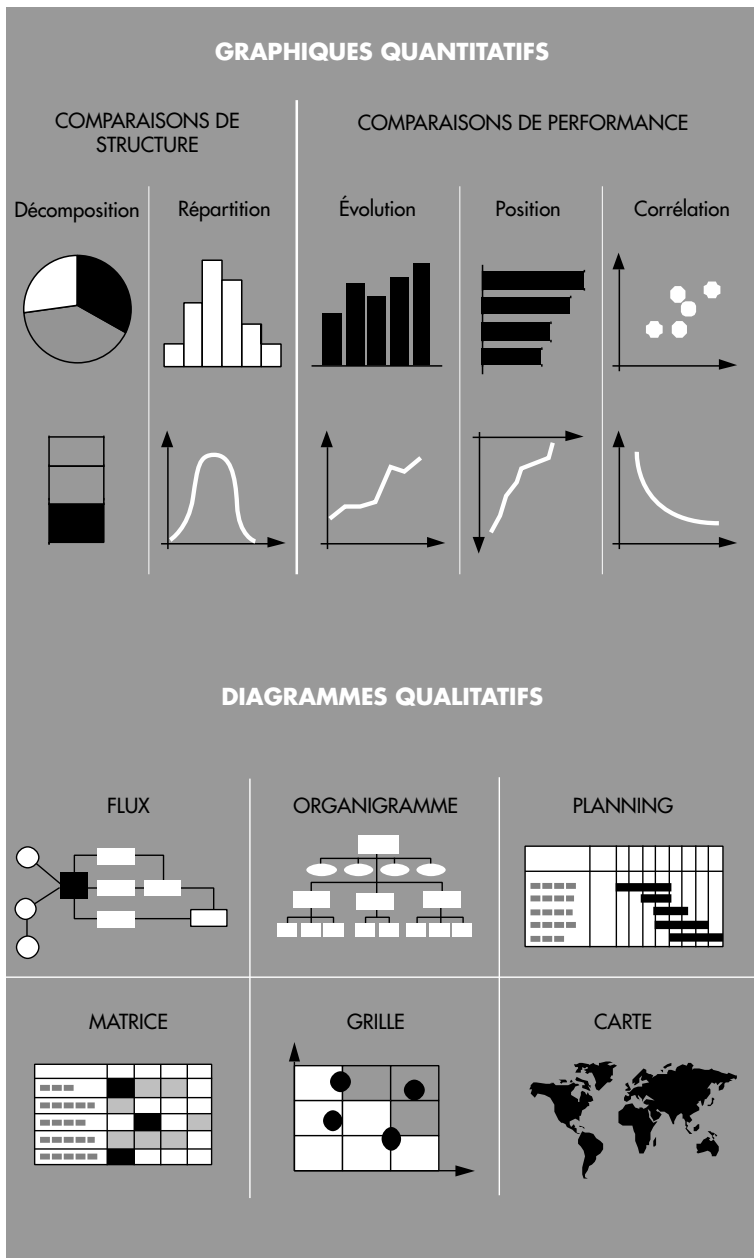 GRAPHIQUES QUANTITATIFS
COMPARAISONS DE
STRUCTURE
COMPARAISONS DE PERFORMANCE
Décomposition
Répartition
Évolution
Position
Corrélation
DIAGRAMMES QUALITATIFS
FLUX
ORGANIGRAMME
PLANNING
MATRICE
GRILLE
CARTE